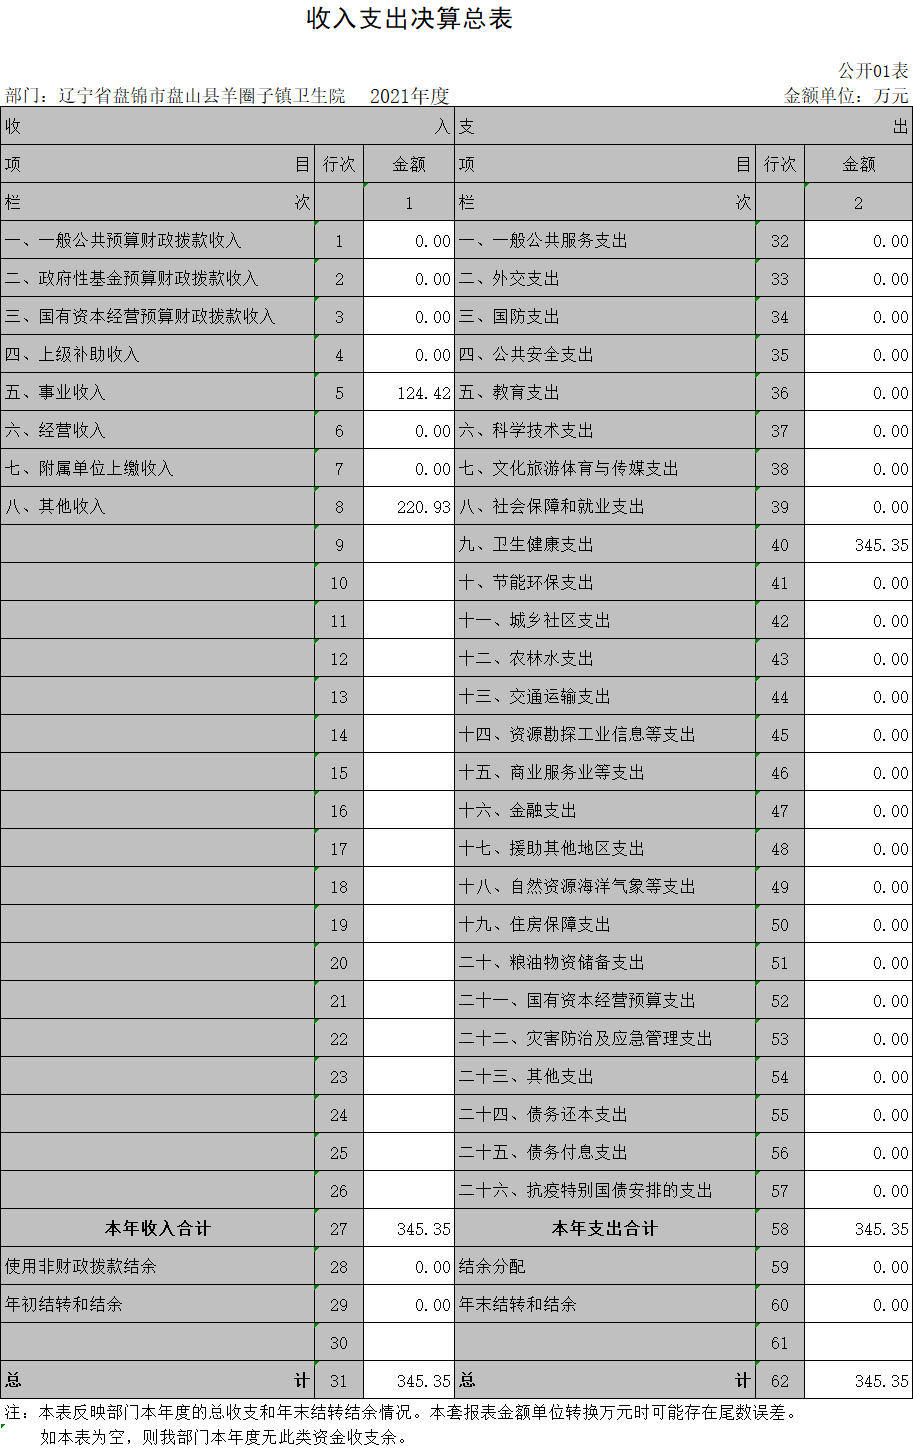 收入支出决算总表
公开01表
部门：辽宁省盘锦市盘山县羊圈子镇卫生院 2021年度 金额单位：万元
收 入 支 出
项 目 行次 金额 项 目 行次 金额
栏 次 1 栏 次 2
一、一般公共预算财政拨款收入 1 0.00 一、一般公共服务支出 32 0.00
二、政府性基金预算财政拨款收入 2 0.00 二、外交支出 33 0.00
三、国有资本经营预算财政拨款收入 3 0.00 三、国防支出 34 0.00
四、上级补助收入 4 0.00 四、公共安全支出 35 0.00
五、事业收入 5 124.42 五、教育支出 36 0.00
六、经营收入 6 0.00 六、科学技术支出 37 0.00
七、附属单位上缴收入 7 0.00 七、文化旅游体育与传媒支出 38 0.00
八、其他收入 8 220.93 八、社会保障和就业支出 39 0.00
9 九、卫生健康支出 40 345.35
10 十、节能环保支出 41 0.00
11 十一、城乡社区支出 42 0.00
12 十二、农林水支出 43 0.00
13 十三、交通运输支出 44 0.00
14 十四、资源勘探工业信息等支出 45 0.00
15 十五、商业服务业等支出 46 0.00
16 十六、金融支出 47 0.00
17 十七、援助其他地区支出 48 0.00
18 十八、自然资源海洋气象等支出 49 0.00
19 十九、住房保障支出 50 0.00
20 二十、粮油物资储备支出 51 0.00
21 二十一、国有资本经营预算支出 52 0.00
22 二十二、灾害防治及应急管理支出 53 0.00
23 二十三、其他支出 54 0.00
24 二十四、债务还本支出 55 0.00
25 二十五、债务付息支出 56 0.00
26 二十六、抗疫特别国债安排的支出 57 0.00
本年收入合计 27 345.35 本年支出合计 58 345.35
使用非财政拨款结余 28 0.00 结余分配 59 0.00
年初结转和结余 29 0.00 年末结转和结余 60 0.00
30 61
总 计 31 345.35 总 计 62 345.35
注：本表反映部门本年度的总收支和年末结转结余情况。本套报表金额单位转换万元时可能存在尾数误差。
如本表为空，则我部门本年度无此类资金收支余。